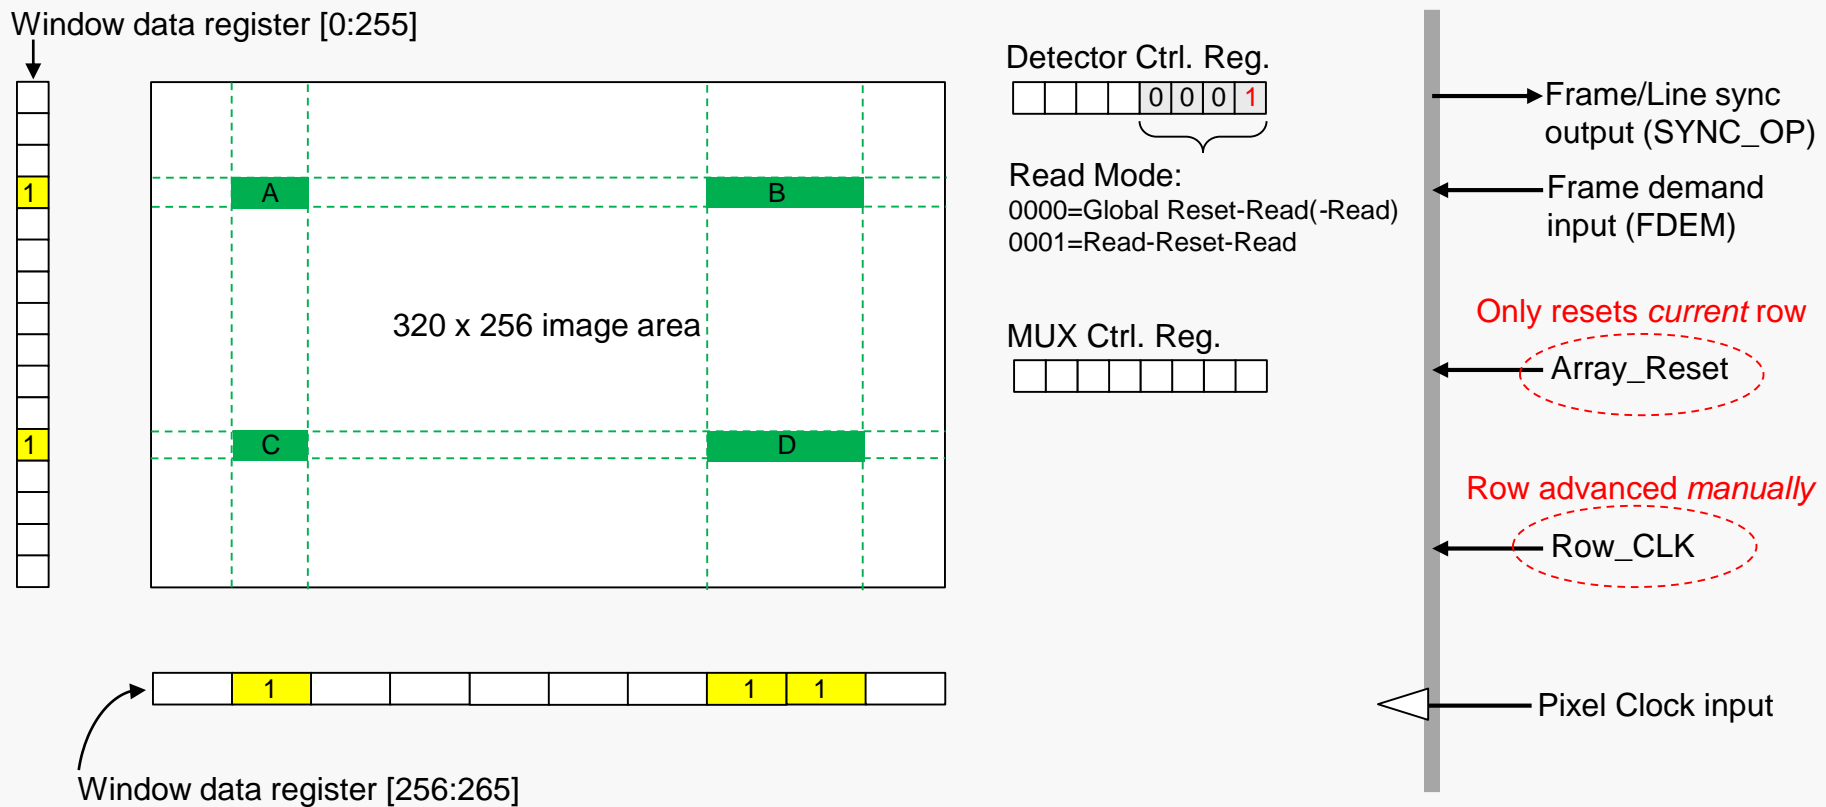 Window data register [0:255]
1
1
A
B
320 x 256 image area
C
D
1 1 1
Window data register [256:265]
Detector Ctrl. Reg.
0 0 0 1
Read Mode:
0000=Global Reset-Read(-Read)
0001=Read-Reset-Read
MUX Ctrl. Reg.
Frame/Line sync
output (SYNC_OP)
Frame demand
input (FDEM)
Only resets current row
Array_Reset
Row advanced manually
Row_CLK
Pixel Clock input